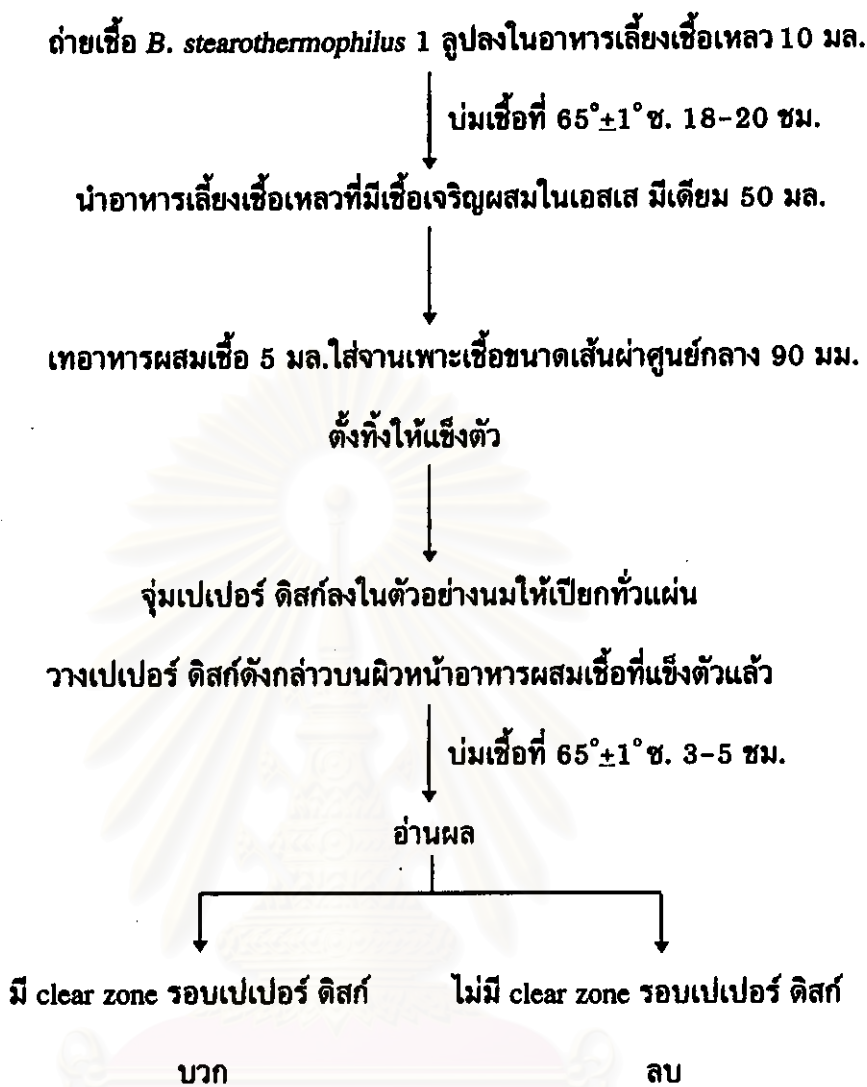 ถ่ายเชื้อ B. stearothermophilus 1 ลูปลงในอาหารเลี้ยงเชื้อเหลว 10 มล.
บ่มเชื้อที่ 65°±1°ซ. 18-20 ชม.
นำอาหารเลี้ยงเชื้อเหลวที่มีเชื้อเจริญผสมในเอสเส มีเดียม 50 มล.
เทอาหารผสมเชื้อ 5 มล.ใส่จานเพาะเชื้อขนาดเส้นผ่าศูนย์กลาง 90 มม.
ตั้งทิ้งให้แข็งตัว
จุ่มเปเปอร์ ดิสก์ลงในตัวอย่างนมให้เปียกทั่วแผ่น
วางเปเปอร์ ดิสก์ดังกล่าวบนผิวหน้าอาหารผสมเชื้อที่แข็งตัวแล้ว
บ่มเชื้อที่ 65°±1°ซ. 3-5 ชม.
อ่านผล
มี clear zone รอบเปเปอร์ ดิสก์ ไม่มี clear zone รอบเปเปอร์ ดิสก์
บวก ลบ